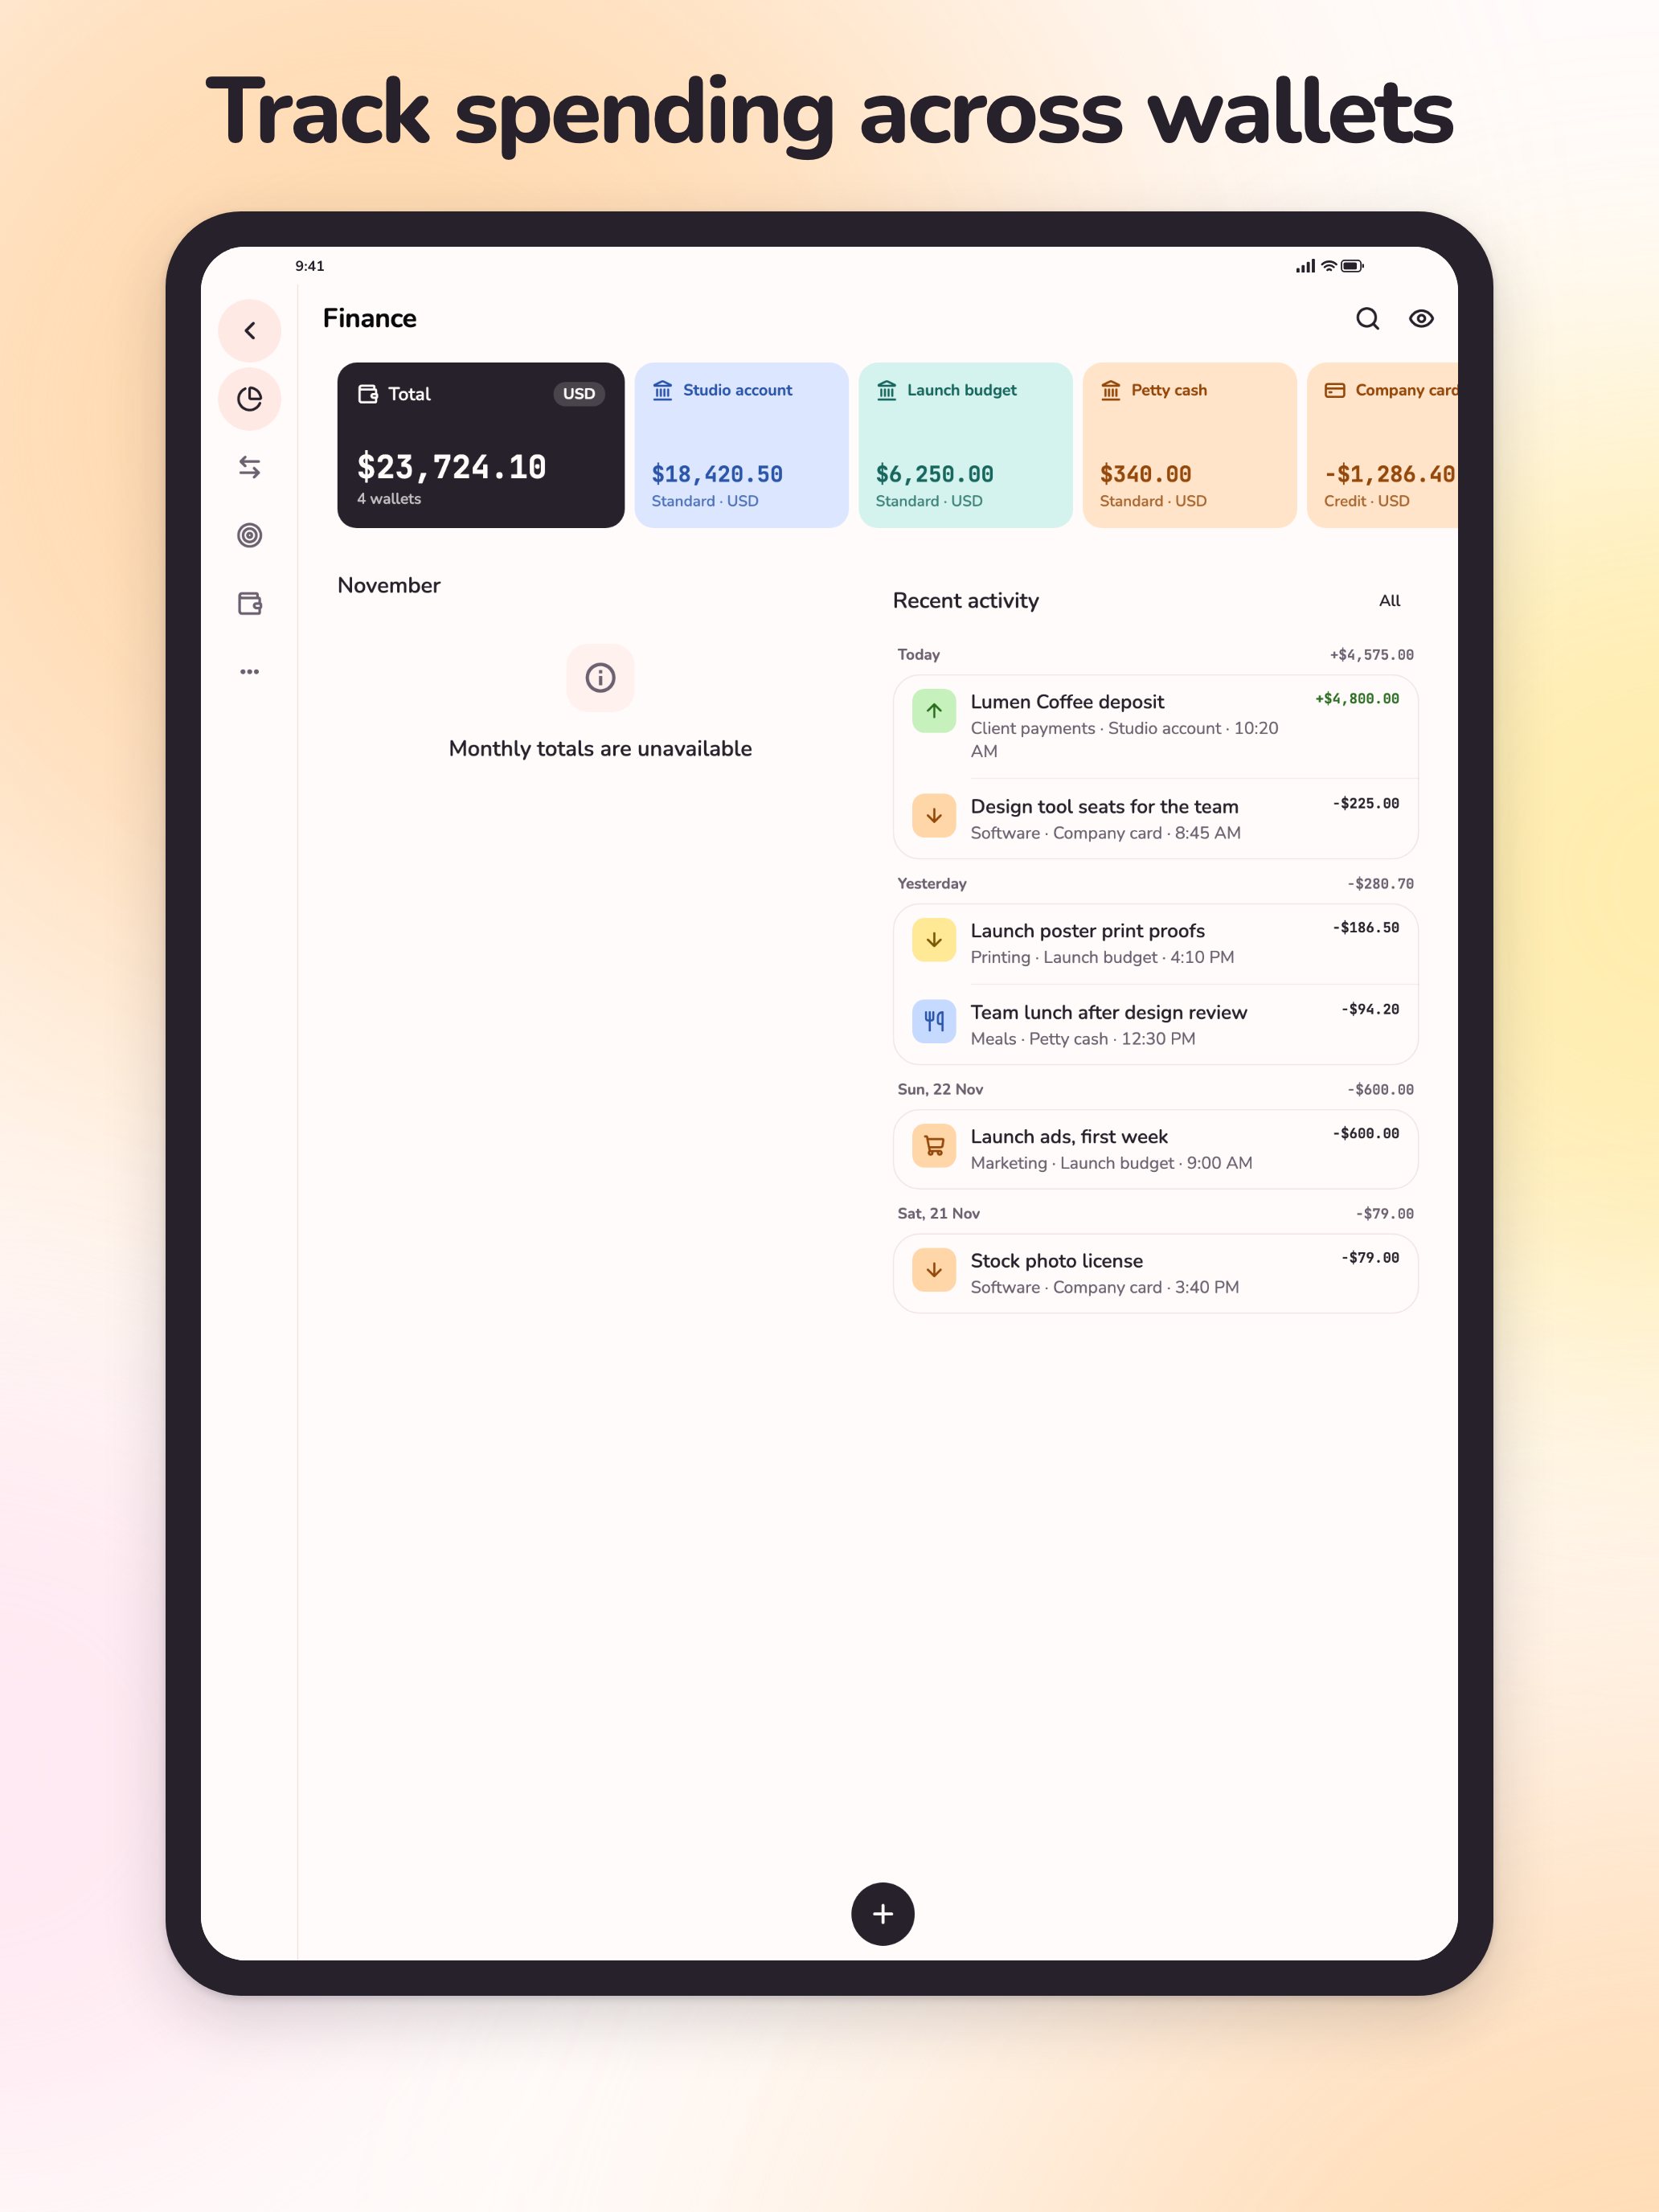 Track spending across wallets
9:41
Finance
Total
USD
$23,724.10
4 wallets
Studio account
$18,420.50
Standard · USD
Launch budget
$6,250.00
Standard · USD
Petty cash
$340.00
Standard · USD
Company card
-$1,286.40
Credit · USD
November
Monthly totals are unavailable
Recent activity
All
Today
+$4,575.00
Lumen Coffee deposit
+$4,800.00
Client payments · Studio account · 10:20
AM
Design tool seats for the team
-$225.00
Software · Company card · 8:45 AM
Yesterday
-$280.70
Launch poster print proofs
-$186.50
Printing · Launch budget · 4:10 PM
Team lunch after design review
-$94.20
Meals · Petty cash · 12:30 PM
Sun, 22 Nov
-$600.00
Launch ads, first week
-$600.00
Marketing · Launch budget · 9:00 AM
Sat, 21 Nov
-$79.00
Stock photo license
-$79.00
Software · Company card · 3:40 PM